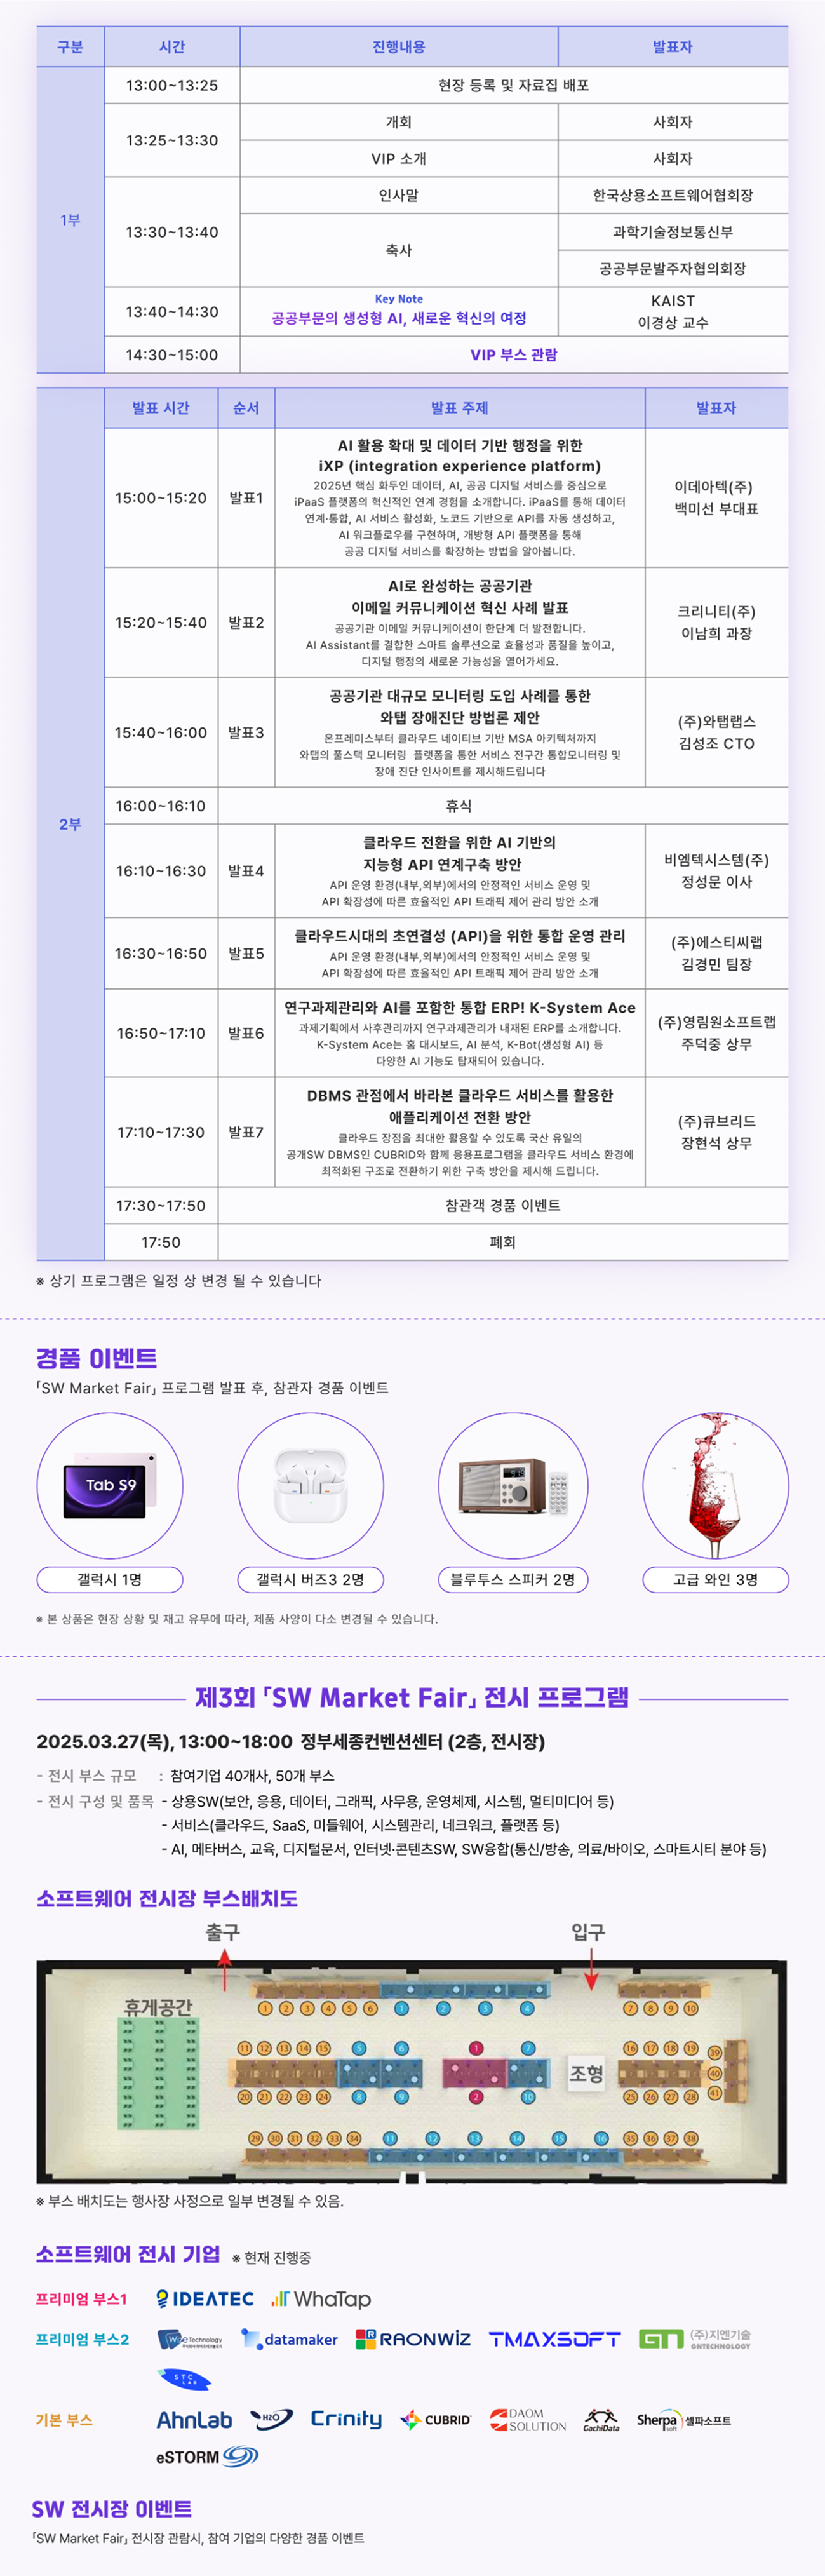 구분 시간 진행내용 발표자
1부
13:00~13:25 현장 등록 및 자료집 배포
13:25~13:30 개회 사회자
VIP 소개 사회자
13:30~13:40 인사말 한국상용소프트웨어협회장
축사 과학기술정보통신부
공공부문발주자협의회장
13:40~14:30 Key Note
공공부문의 생성형 AI, 새로운 혁신의 여정
KAIST
이경상 교수
14:30~15:00 VIP 부스 관람
2부
발표 시간 순서 발표 주제 발표자
15:00~15:20 발표1
AI 활용 확대 및 데이터 기반 행정을 위한
iXP (integration experience platform)
2025년 핵심 화두인 데이터, AI, 공공 디지털 서비스를 중심으로
iPaaS 플랫폼의 혁신적인 연계 경험을 소개합니다. iPaaS를 통해 데이터
연계·통합, AI 서비스 활성화, 노코드 기반으로 API를 자동 생성하고,
AI 워크플로우를 구현하며, 개방형 API 플랫폼을 통해
공공 디지털 서비스를 확장하는 방법을 알아봅니다.
이데아텍(주)
백미선 부대표
15:20~15:40 발표2
AI로 완성하는 공공기관
이메일 커뮤니케이션 혁신 사례 발표
공공기관 이메일 커뮤니케이션이 한단계 더 발전합니다.
AI Assistant를 결합한 스마트 솔루션으로 효율성과 품질을 높이고,
디지털 행정의 새로운 가능성을 열어가세요.
크리니티(주)
이남희 과장
15:40~16:00 발표3
공공기관 대규모 모니터링 도입 사례를 통한
와탭 장애진단 방법론 제안
온프레미스부터 클라우드 네이티브 기반 MSA 아키텍처까지
와탭의 풀스택 모니터링 플랫폼을 통한 서비스 전구간 통합모니터링 및
장애 진단 인사이트를 제시해드립니다
(주)와탭랩스
김성조 CTO
16:00~16:10 휴식
16:10~16:30 발표4
클라우드 전환을 위한 AI 기반의
지능형 API 연계구축 방안
API 운영 환경(내부,외부)에서의 안정적인 서비스 운영 및
API 확장성에 따른 효율적인 API 트래픽 제어 관리 방안 소개
비엠텍시스템(주)
정성문 이사
16:30~16:50 발표5
클라우드시대의 초연결성 (API)을 위한 통합 운영 관리
API 운영 환경(내부,외부)에서의 안정적인 서비스 운영 및
API 확장성에 따른 효율적인 API 트래픽 제어 관리 방안 소개
(주)에스티씨랩
김경민 팀장
16:50~17:10 발표6
연구과제관리와 AI를 포함한 통합 ERP! K-System Ace
과제기획에서 사후관리까지 연구과제관리가 내재된 ERP를 소개합니다.
K-System Ace는 홈 대시보드, AI 분석, K-Bot(생성형 AI) 등
다양한 AI 기능도 탑재되어 있습니다.
(주)영림원소프트랩
주덕중 상무
17:10~17:30 발표7
DBMS 관점에서 바라본 클라우드 서비스를 활용한
애플리케이션 전환 방안
클라우드 장점을 최대한 활용할 수 있도록 국산 유일의
공개SW DBMS인 CUBRID와 함께 응용프로그램을 클라우드 서비스 환경에
최적화된 구조로 전환하기 위한 구축 방안을 제시해 드립니다.
(주)큐브리드
장현석 상무
17:30~17:50 참관객 경품 이벤트
17:50 폐회
※ 상기 프로그램은 일정 상 변경 될 수 있습니다
경품 이벤트
「SW Market Fair」 프로그램 발표 후, 참관자 경품 이벤트
Tab S9
갤럭시 1명 갤럭시 버즈3 2명 블루투스 스피커 2명 고급 와인 3명
※ 본 상품은 현장 상황 및 재고 유무에 따라, 제품 사양이 다소 변경될 수 있습니다.
제3회 「SW Market Fair」 전시 프로그램
2025.03.27(목), 13:00~18:00 정부세종컨벤션센터 (2층, 전시장)
- 전시 부스 규모 : 참여기업 40개사, 50개 부스
- 전시 구성 및 품목 - 상용SW(보안, 응용, 데이터, 그래픽, 사무용, 운영체제, 시스템, 멀티미디어 등)
- 서비스(클라우드, SaaS, 미들웨어, 시스템관리, 네크워크, 플랫폼 등)
- AI, 메타버스, 교육, 디지털문서, 인터넷·콘텐츠SW, SW융합(통신/방송, 의료/바이오, 스마트시티 분야 등)
소프트웨어 전시장 부스배치도
출구 입구
휴게공간
1 2 3 4 5 6 1 2 3 4 7 8 9 10
11 12 13 14 15 5 6 1 7 16 17 18 19 39
조형 40
20 21 22 23 24 8 9 2 10 25 26 27 28 41
29 30 31 32 33 34 11 12 13 14 15 16 35 36 37 38
※ 부스 배치도는 행사장 사정으로 일부 변경될 수 있음.
소프트웨어 전시 기업 ※ 현재 진행중
프리미엄 부스1 IDEATEC WhaTap
프리미엄 부스2 Technology datamaker RAONWIZ TMAXSOFT GN (주)지엔기술 GNTECHNOLOGY
STC LAB
기본 부스 AhnLab H2O Crinity CUBRID DAOM SOLUTION GachiData Sherpa soft 셀파소프트
eSTORM
SW 전시장 이벤트
「SW Market Fair」 전시장 관람시, 참여 기업의 다양한 경품 이벤트